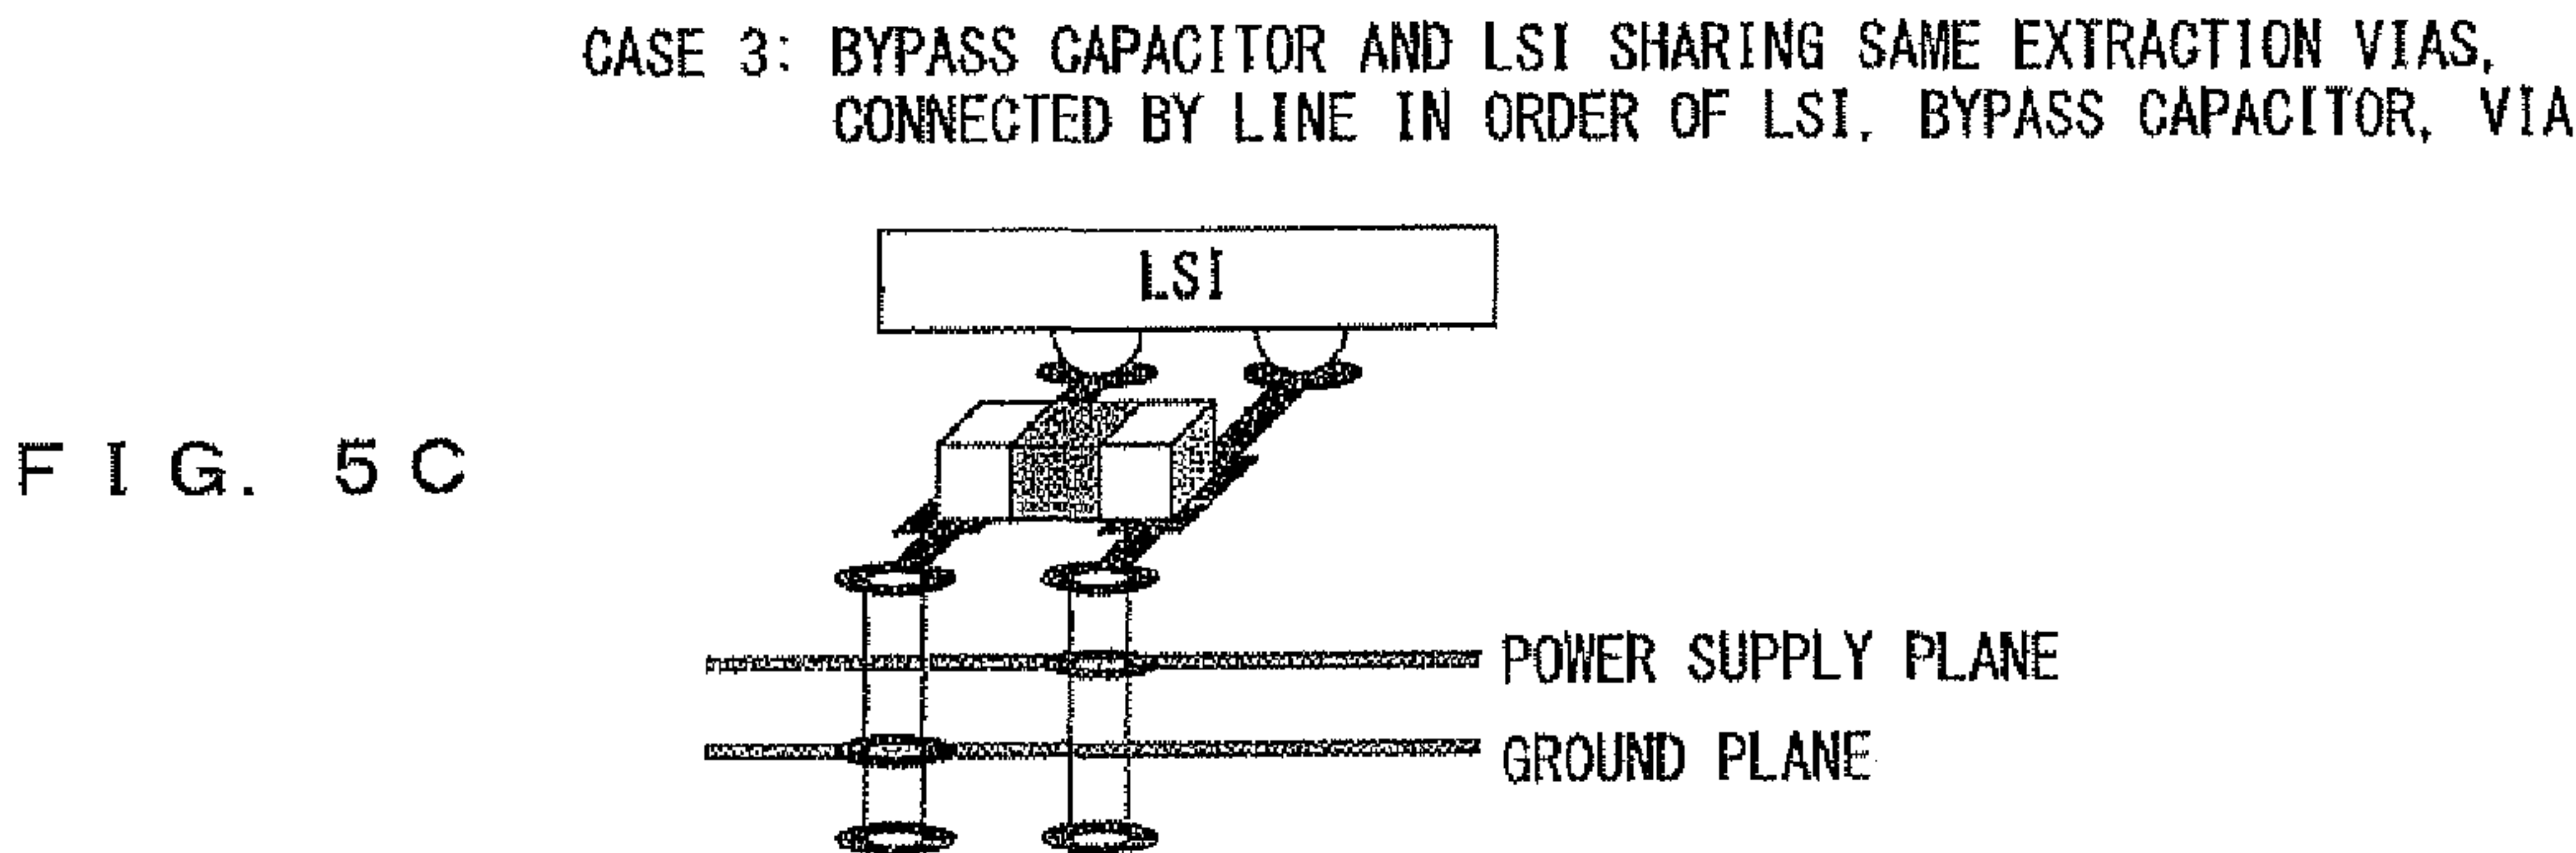 CASE 3: BYPASS CAPACITOR AND LSI SHARING SAME EXTRACTION VIAS,
CONNECTED BY LINE IN ORDER OF LSI, BYPASS CAPACITOR, VIA
LSI
FIG. 5C
POWER SUPPLY PLANE
GROUND PLANE